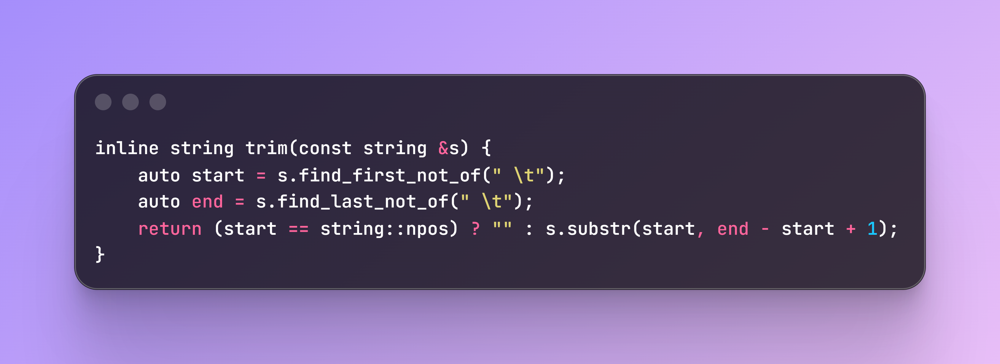 inline string trim(const string &s) {
    auto start = s.find_first_not_of(" \t");
    auto end = s.find_last_not_of(" \t");
    return (start == string::npos) ? "" : s.substr(start, end - start + 1);
}